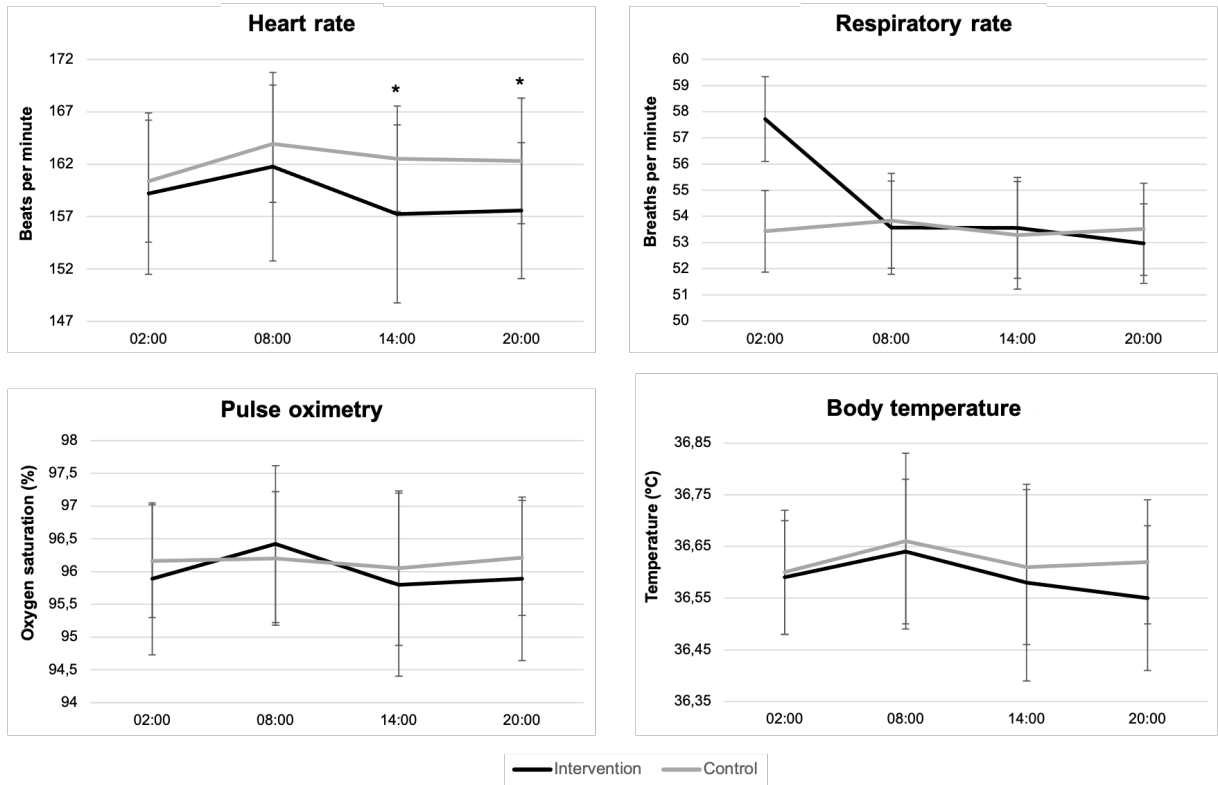 Heart rate
Beats per minute
172
167
162
157
152
147
* *
02:00 08:00 14:00 20:00
Respiratory rate
Breaths per minute
60
59
58
57
56
55
54
53
52
51
50
02:00 08:00 14:00 20:00
Pulse oximetry
Oxygen saturation (%)
98
97,5
97
96,5
96
95,5
95
94,5
94
02:00 08:00 14:00 20:00
Body temperature
Temperature (ºC)
36,85
36,75
36,65
36,55
36,45
36,35
02:00 08:00 14:00 20:00
Intervention Control